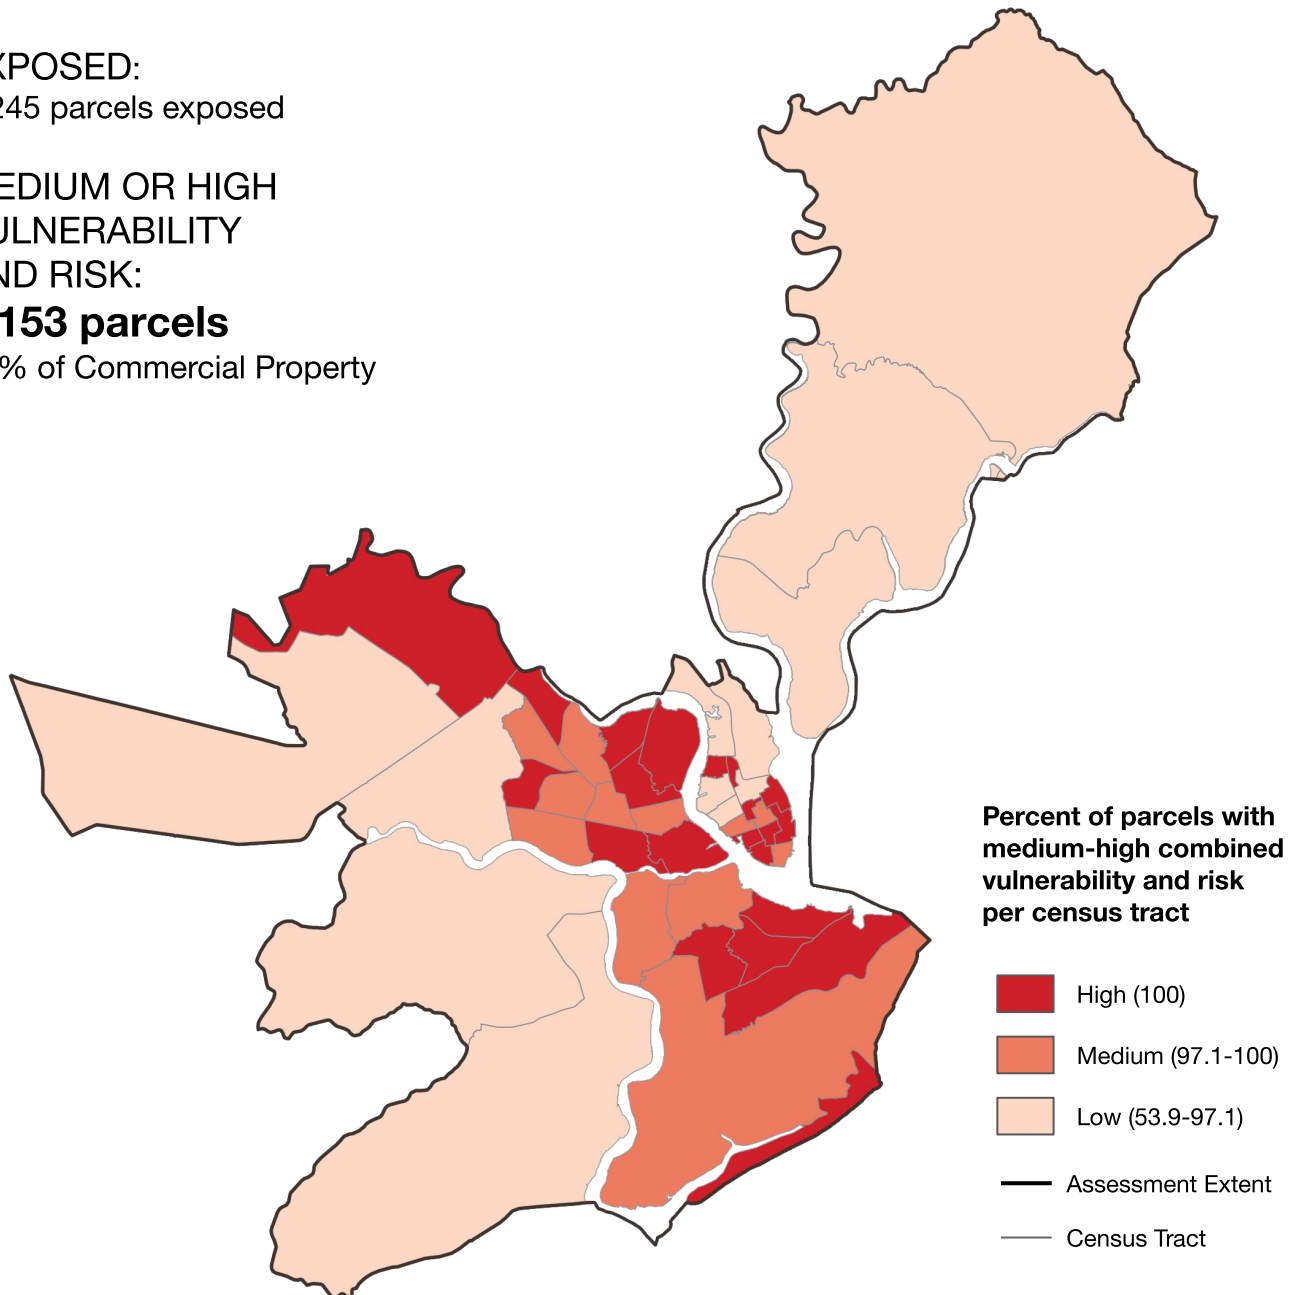 XPOSED:
245 parcels exposed
EDIUM OR HIGH
ULNERABILITY
ND RISK:
153 parcels
% of Commercial Property
Percent of parcels with
medium-high combined
vulnerability and risk
per census tract
High (100)
Medium (97.1-100)
Low (53.9-97.1)
Assessment Extent
Census Tract